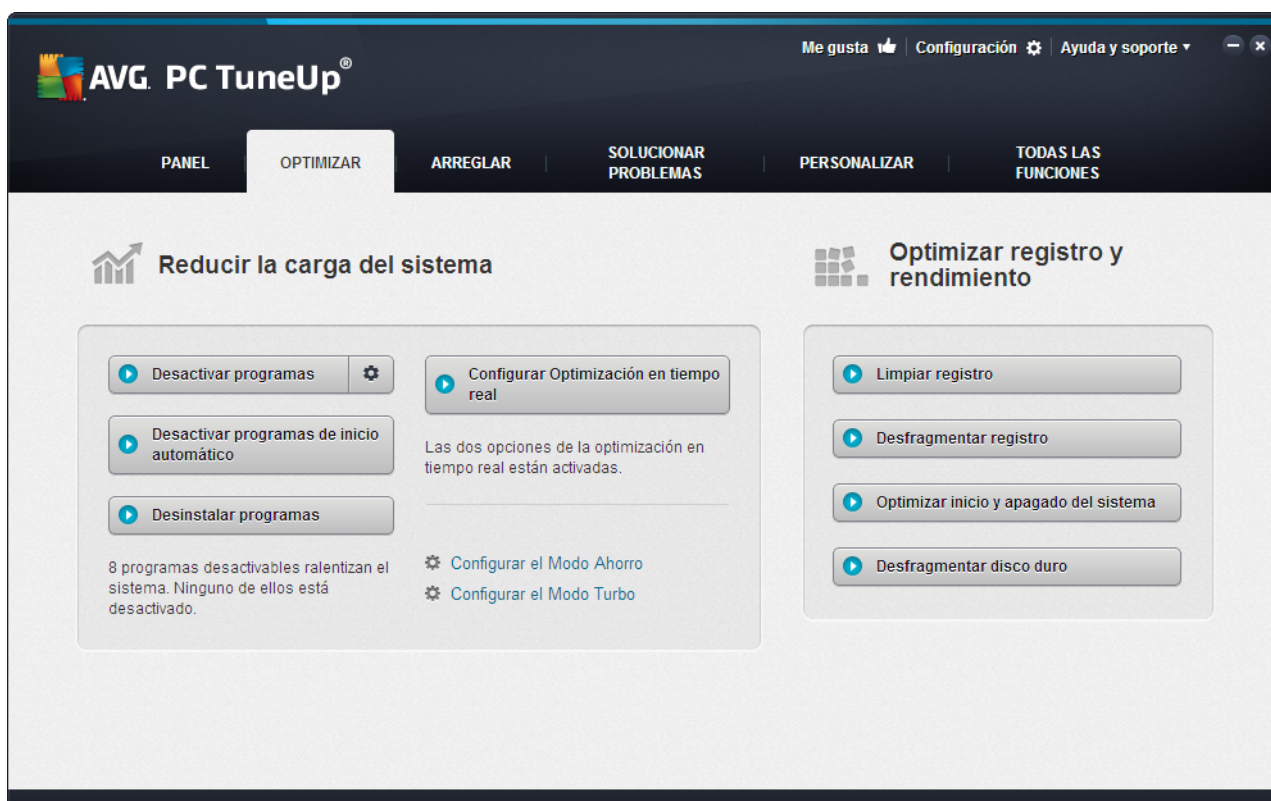 Me gusta | Configuración | Ayuda y soporte
AVG. PC TuneUp®
PANEL
OPTIMIZAR
ARREGLAR
SOLUCIONAR
PROBLEMAS
PERSONALIZAR
TODAS LAS
FUNCIONES
Reducir la carga del sistema
Desactivar programas
Desactivar programas de inicio
automático
Desinstalar programas
8 programas desactivables ralentizan el
sistema. Ninguno de ellos está
desactivado.
Configurar Optimización en tiempo
real
Las dos opciones de la optimización en
tiempo real están activadas.
Configurar el Modo Ahorro
Configurar el Modo Turbo
Optimizar registro y
rendimiento
Limpiar registro
Desfragmentar registro
Optimizar inicio y apagado del sistema
Desfragmentar disco duro